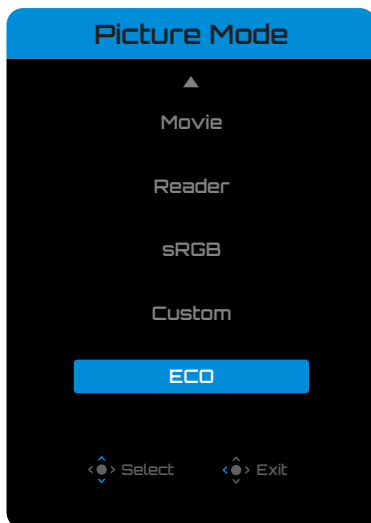 Picture Mode
Movie
Reader
sRGB
Custom
ECO
Select Exit